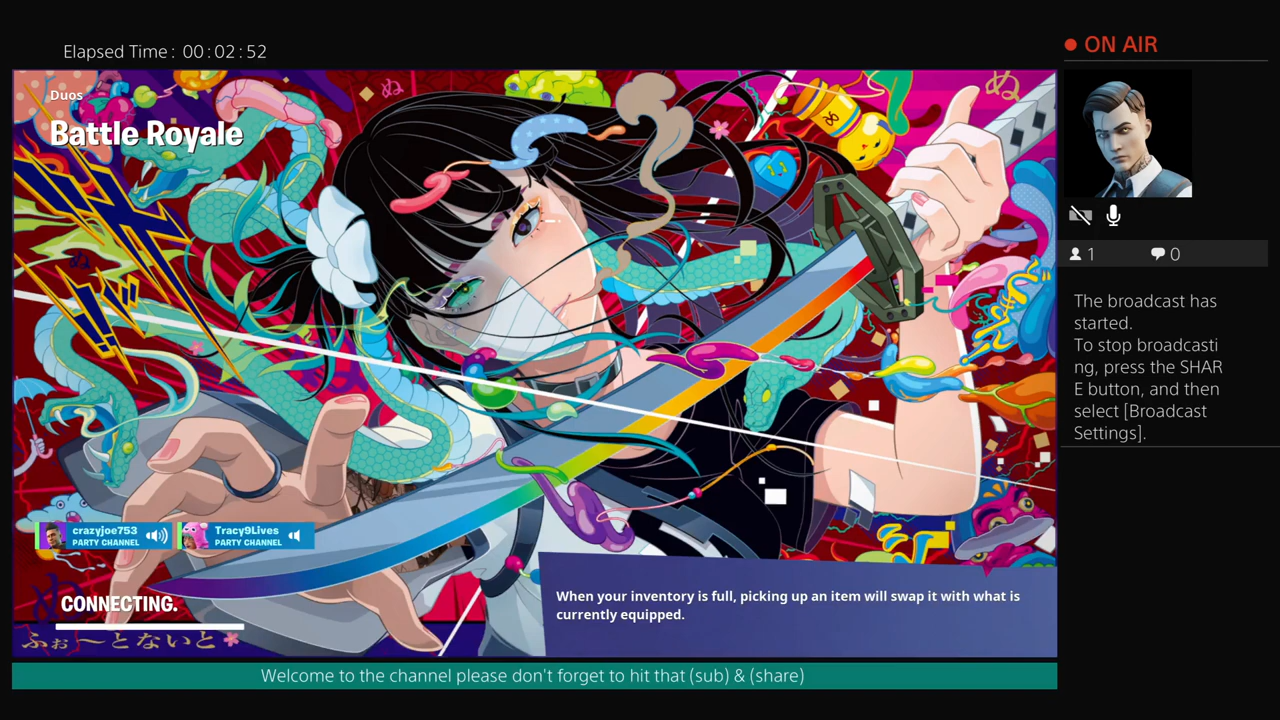 Elapsed Time: 00:02:52
ON AIR
Duos
Battle Royale
ぬ
ぬ
1
0
The broadcast has
started.
To stop broadcasti
ng, press the SHAR
E button, and then
select [Broadcast
Settings].
crazyjoe753
PARTY CHANNEL
Tracy9Lives
PARTY CHANNEL
When your inventory is full, picking up an item will swap it with what is
currently equipped.
CONNECTING.
ぬ
ふぉ〜とないと
Welcome to the channel please don't forget to hit that (sub) & (share)